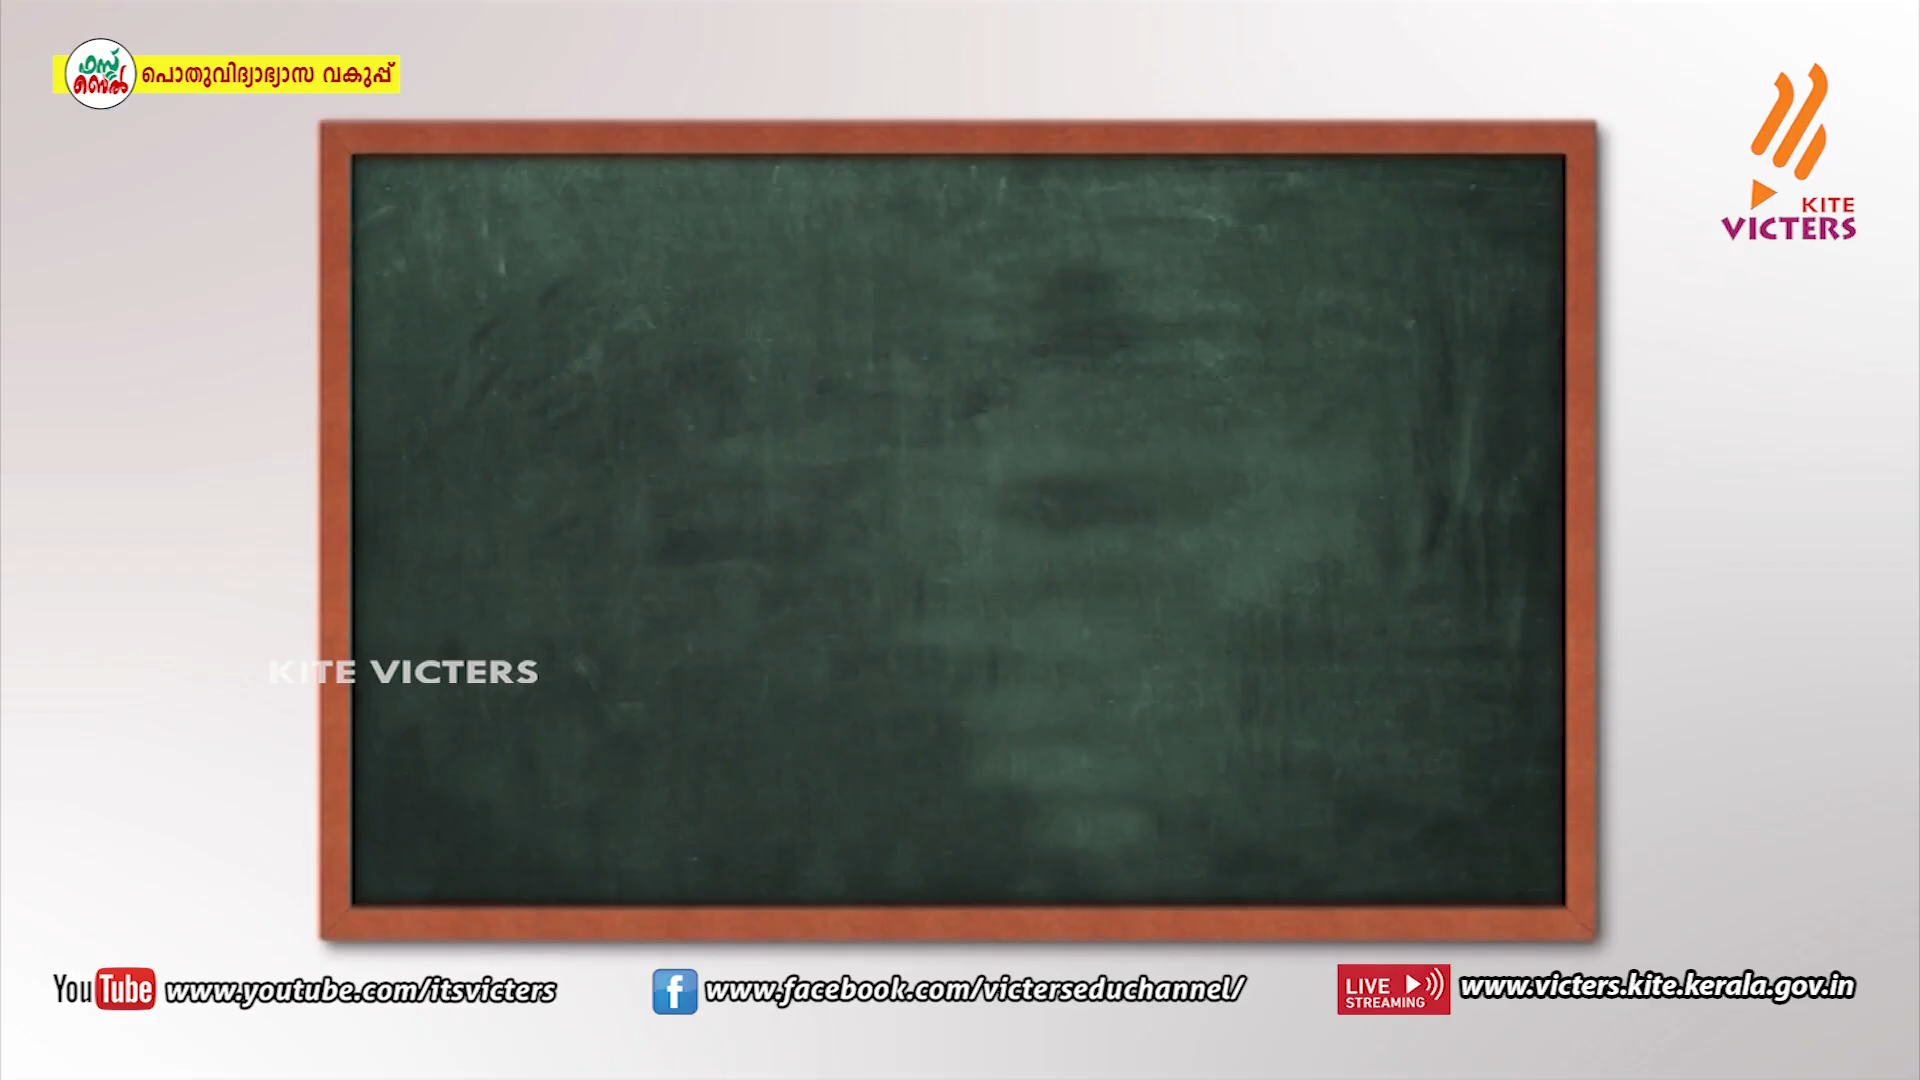 ഫസ്റ്റ് ബെൽ
പൊതുവിദ്യാഭ്യാസ വകുപ്പ്
KITE
VICTERS
KITE VICTERS
YouTube www.youtube.com/itsvicters
f www.facebook.com/victerseduchannel/
LIVE STREAMING www.victers.kite.kerala.gov.in